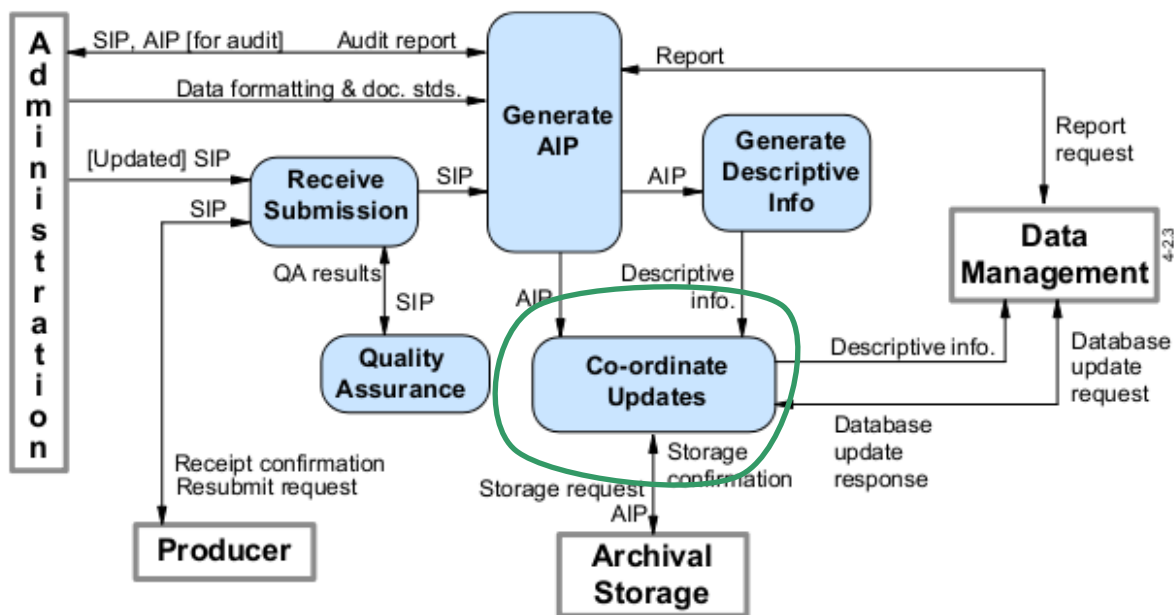 Administration
SIP, AIP [for audit]
Audit report
Data formatting & doc. stds.
[Updated] SIP
SIP
Receive
Submission
SIP
Generate
AIP
Report
Report
request
AIP
Generate
Descriptive
Info
Data
Management
4-2.3
QA results
SIP
Quality
Assurance
AIP
Descriptive
info.
Co-ordinate
Updates
Descriptive info.
Database
update
request
Database
update
response
Storage
confirmation
Storage request
AIP
Receipt confirmation
Resubmit request
Producer
Archival
Storage